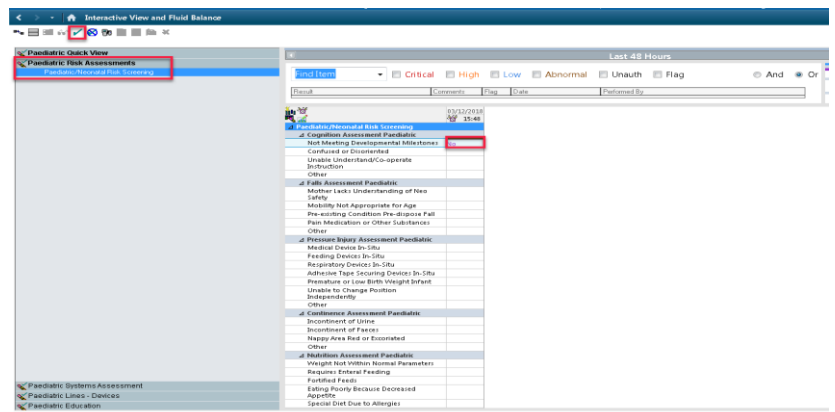 Interactive View and Fluid Balance
Paediatric Quick View
Paediatric Risk Assessments
Paediatric/Neonatal Risk Screening
Last 48 Hours
Find Item Critical High Low Abnormal Unauth Flag And Or
Result Comments Flag Date Performed By
03/12/2018
15:40
Paediatric/Neonatal Risk Screening
Cognition Assessment Paediatric
Not Meeting Developmental Milestones No
Confused or Disoriented
Unable Understand/Co-operate
Instruction
Other
Falls Assessment Paediatric
Mother Lacks Understanding of Neo
Safety
Mobility Not Appropriate for Age
Pre-existing Condition Pre-dispose Fall
Pain Medication or Other Substances
Other
Pressure Injury Assessment Paediatric
Medical Device In-Situ
Feeding Devices In-Situ
Respiratory Devices In-Situ
Adhesive Tape Securing Devices In-Situ
Premature or Low Birth Weight Infant
Unable to Change Position
Independently
Other
Continence Assessment Paediatric
Incontinent of Urine
Incontinent of Faeces
Nappy Area Red or Excoriated
Other
Nutrition Assessment Paediatric
Weight Not Within Normal Parameters
Requires Enteral Feeding
Fortified Feeds
Eating Poorly Because Decreased
Appetite
Special Diet Due to Allergies
Paediatric Systems Assessment
Paediatric Lines - Devices
Paediatric Education